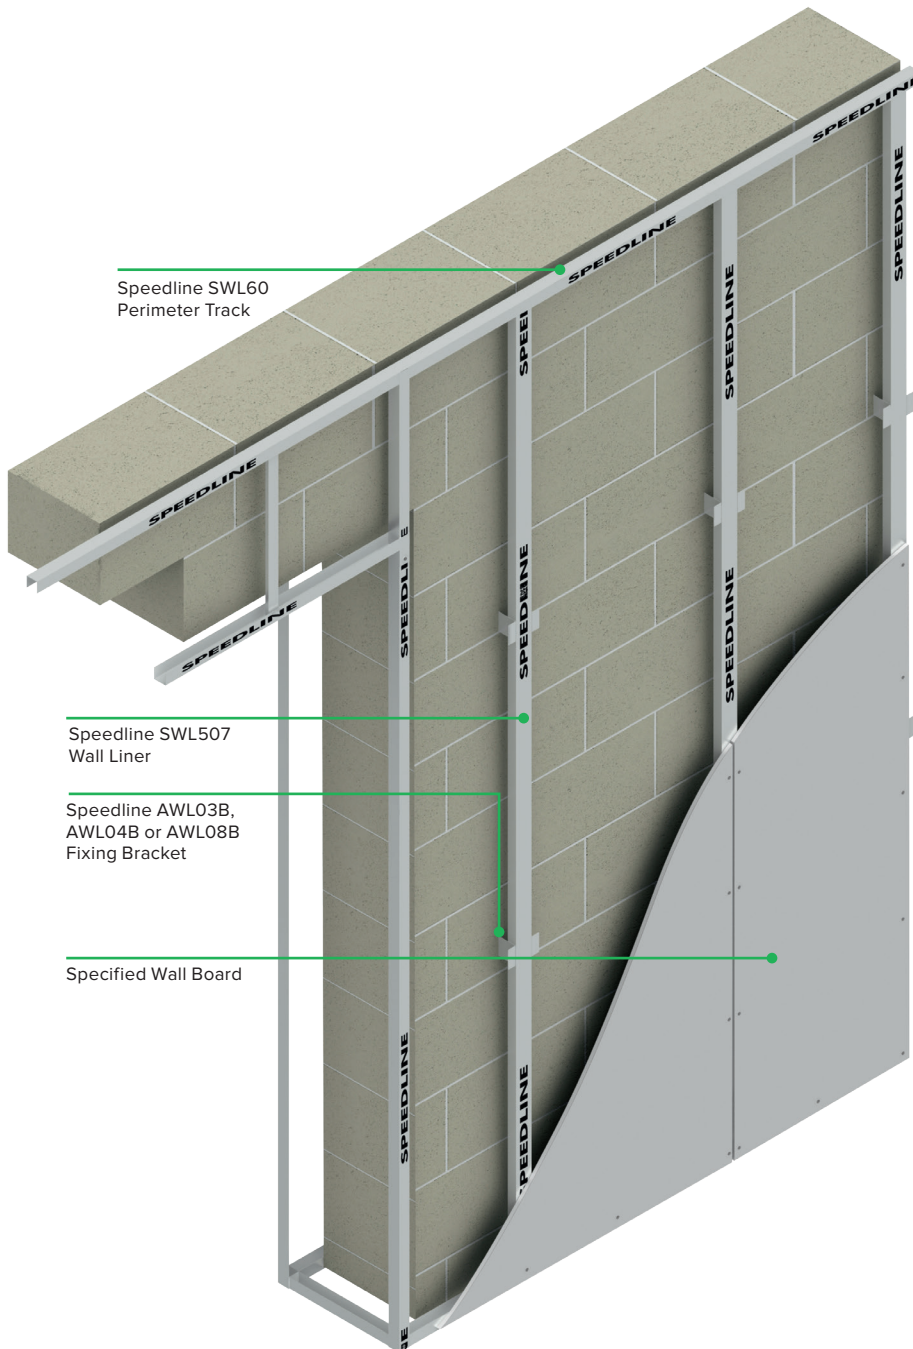 SPEEDLINE
SPEEDLINE
SPEEDLINE
SPEEDLINE
SPEEDLINE
Speedline SWL60
Perimeter Track
SPEEDLINE
SPEEDLINE
SPEEDLINE
SPEEDLINE
Speedline SWL507
Wall Liner
Speedline AWL03B,
AWL04B or AWL08B
Fixing Bracket
Specified Wall Board
SPEEDLINE
SPEEDLINE